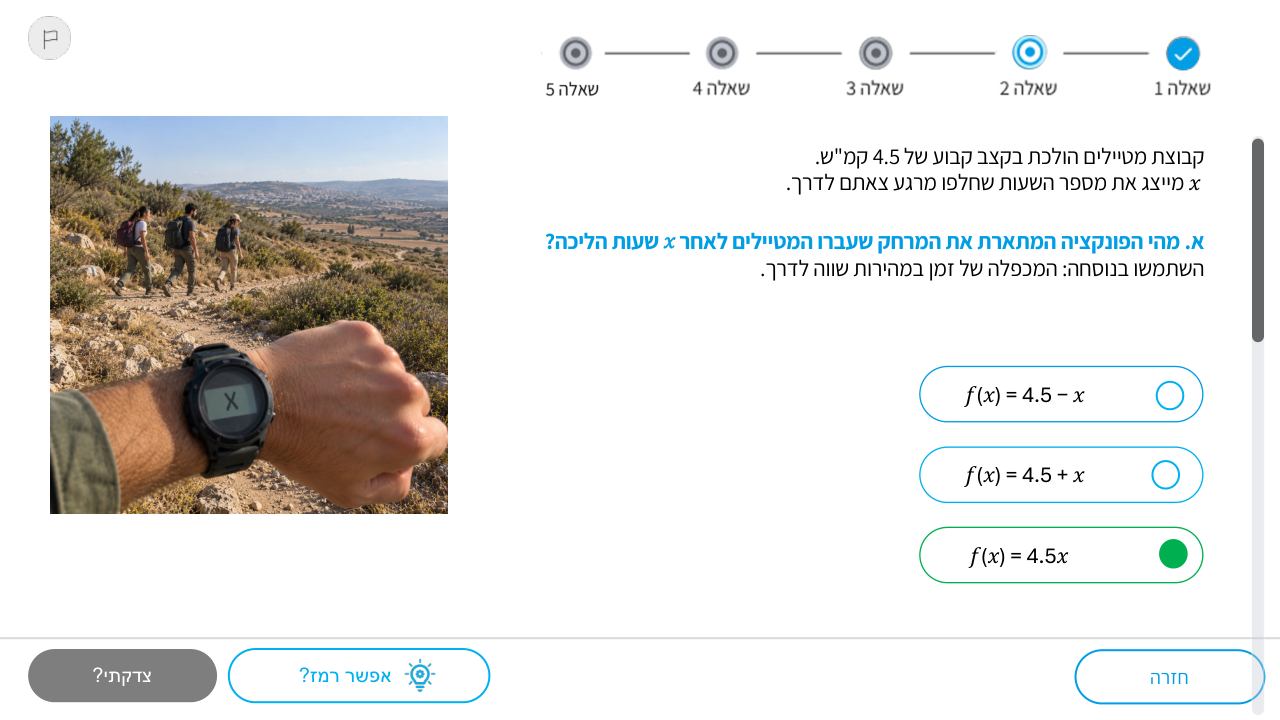 שאלה 1
שאלה 2
שאלה 3
שאלה 4
שאלה 5
קבוצת מטיילים הולכת בקצב קבוע של 4.5 קמ"ש.
x מייצג את מספר השעות שחלפו מרגע צאתם לדרך.
א. מהי הפונקציה המתארת את המרחק שעברו המטיילים לאחר x שעות הליכה?
השתמשו בנוסחה: המכפלה של זמן במהירות שווה לדרך.
X
f(x) = 4.5 − x
f(x) = 4.5 + x
f(x) = 4.5x
חזרה
אפשר רמז?
צדקתי?